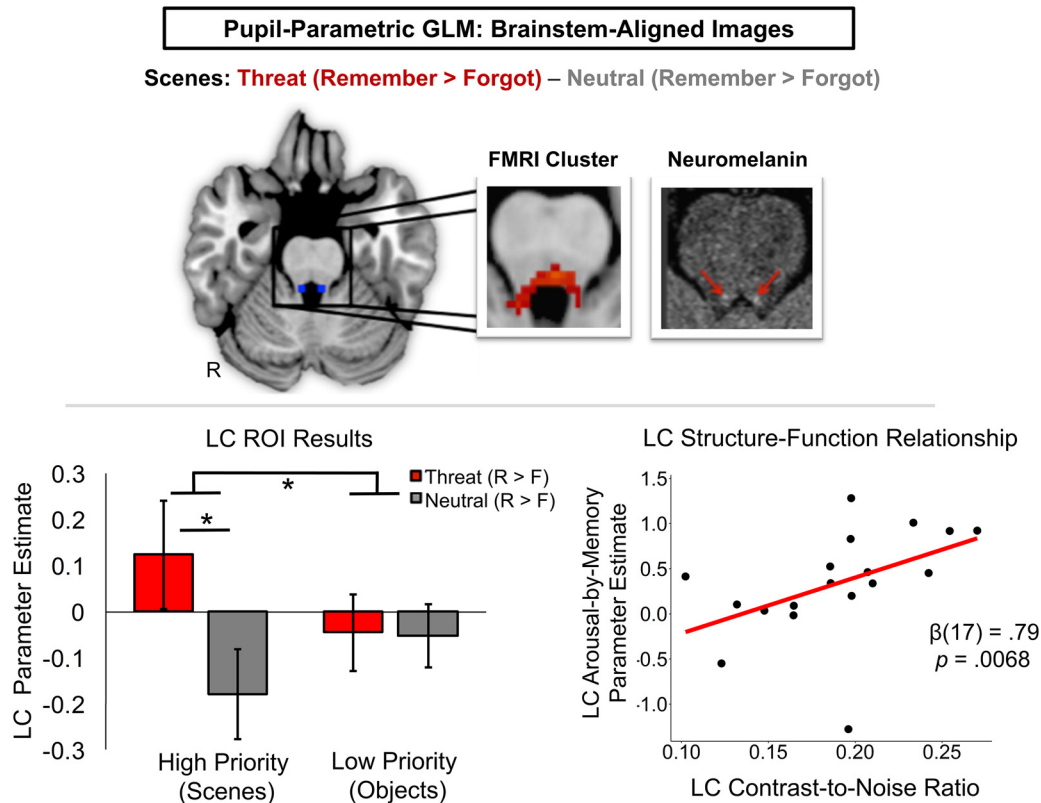 Pupil-Parametric GLM: Brainstem-Aligned Images
Scenes: Threat (Remember > Forgot) – Neutral (Remember > Forgot)
FMRI Cluster
Neuromelanin
R
LC ROI Results
Threat (R > F)
Neutral (R > F)
*
*
LC Parameter Estimate
0.3
0.2
0.1
0
-0.1
-0.2
-0.3
High Priority
(Scenes)
Low Priority
(Objects)
LC Structure-Function Relationship
LC Arousal-by-Memory
Parameter Estimate
1.5
1.0
0.5
0.0
-0.5
-1.0
β(17) = .79
p = .0068
0.10
0.15
0.20
0.25
LC Contrast-to-Noise Ratio